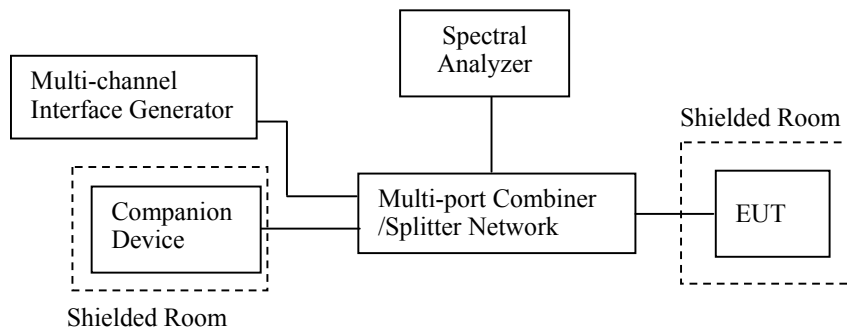 Spectral
Analyzer
Multi-channel
Interface Generator
Shielded Room
Companion
Device
Multi-port Combiner
/Splitter Network
EUT
Shielded Room